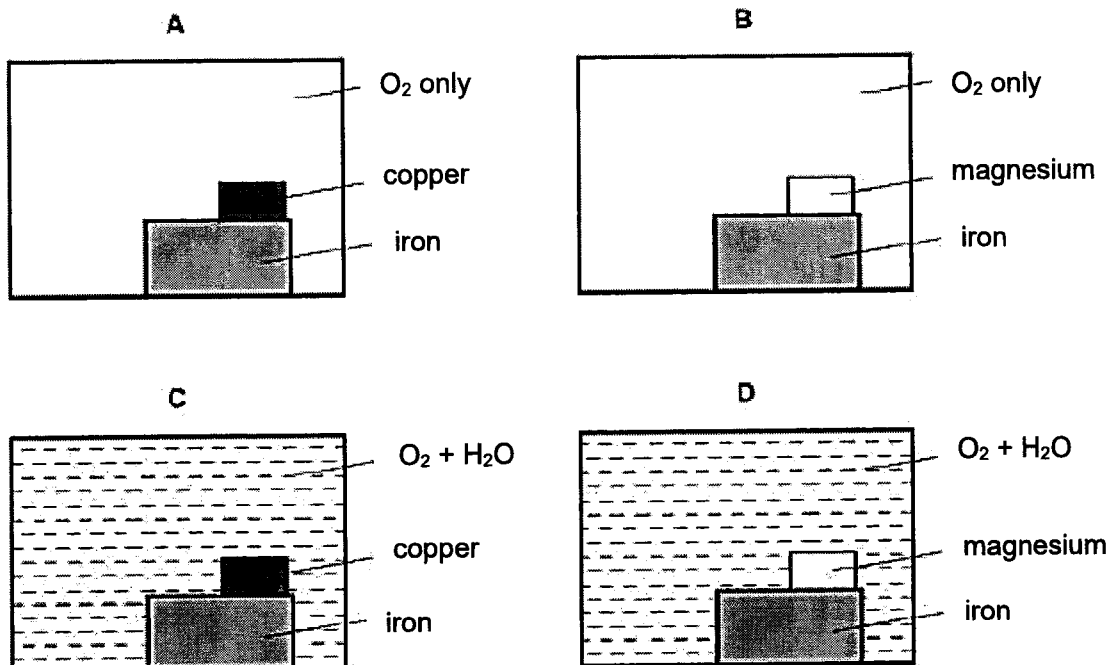 A
O₂ only
copper
iron
B
O₂ only
magnesium
iron
C
O₂ + H₂O
copper
iron
D
O₂ + H₂O
magnesium
iron